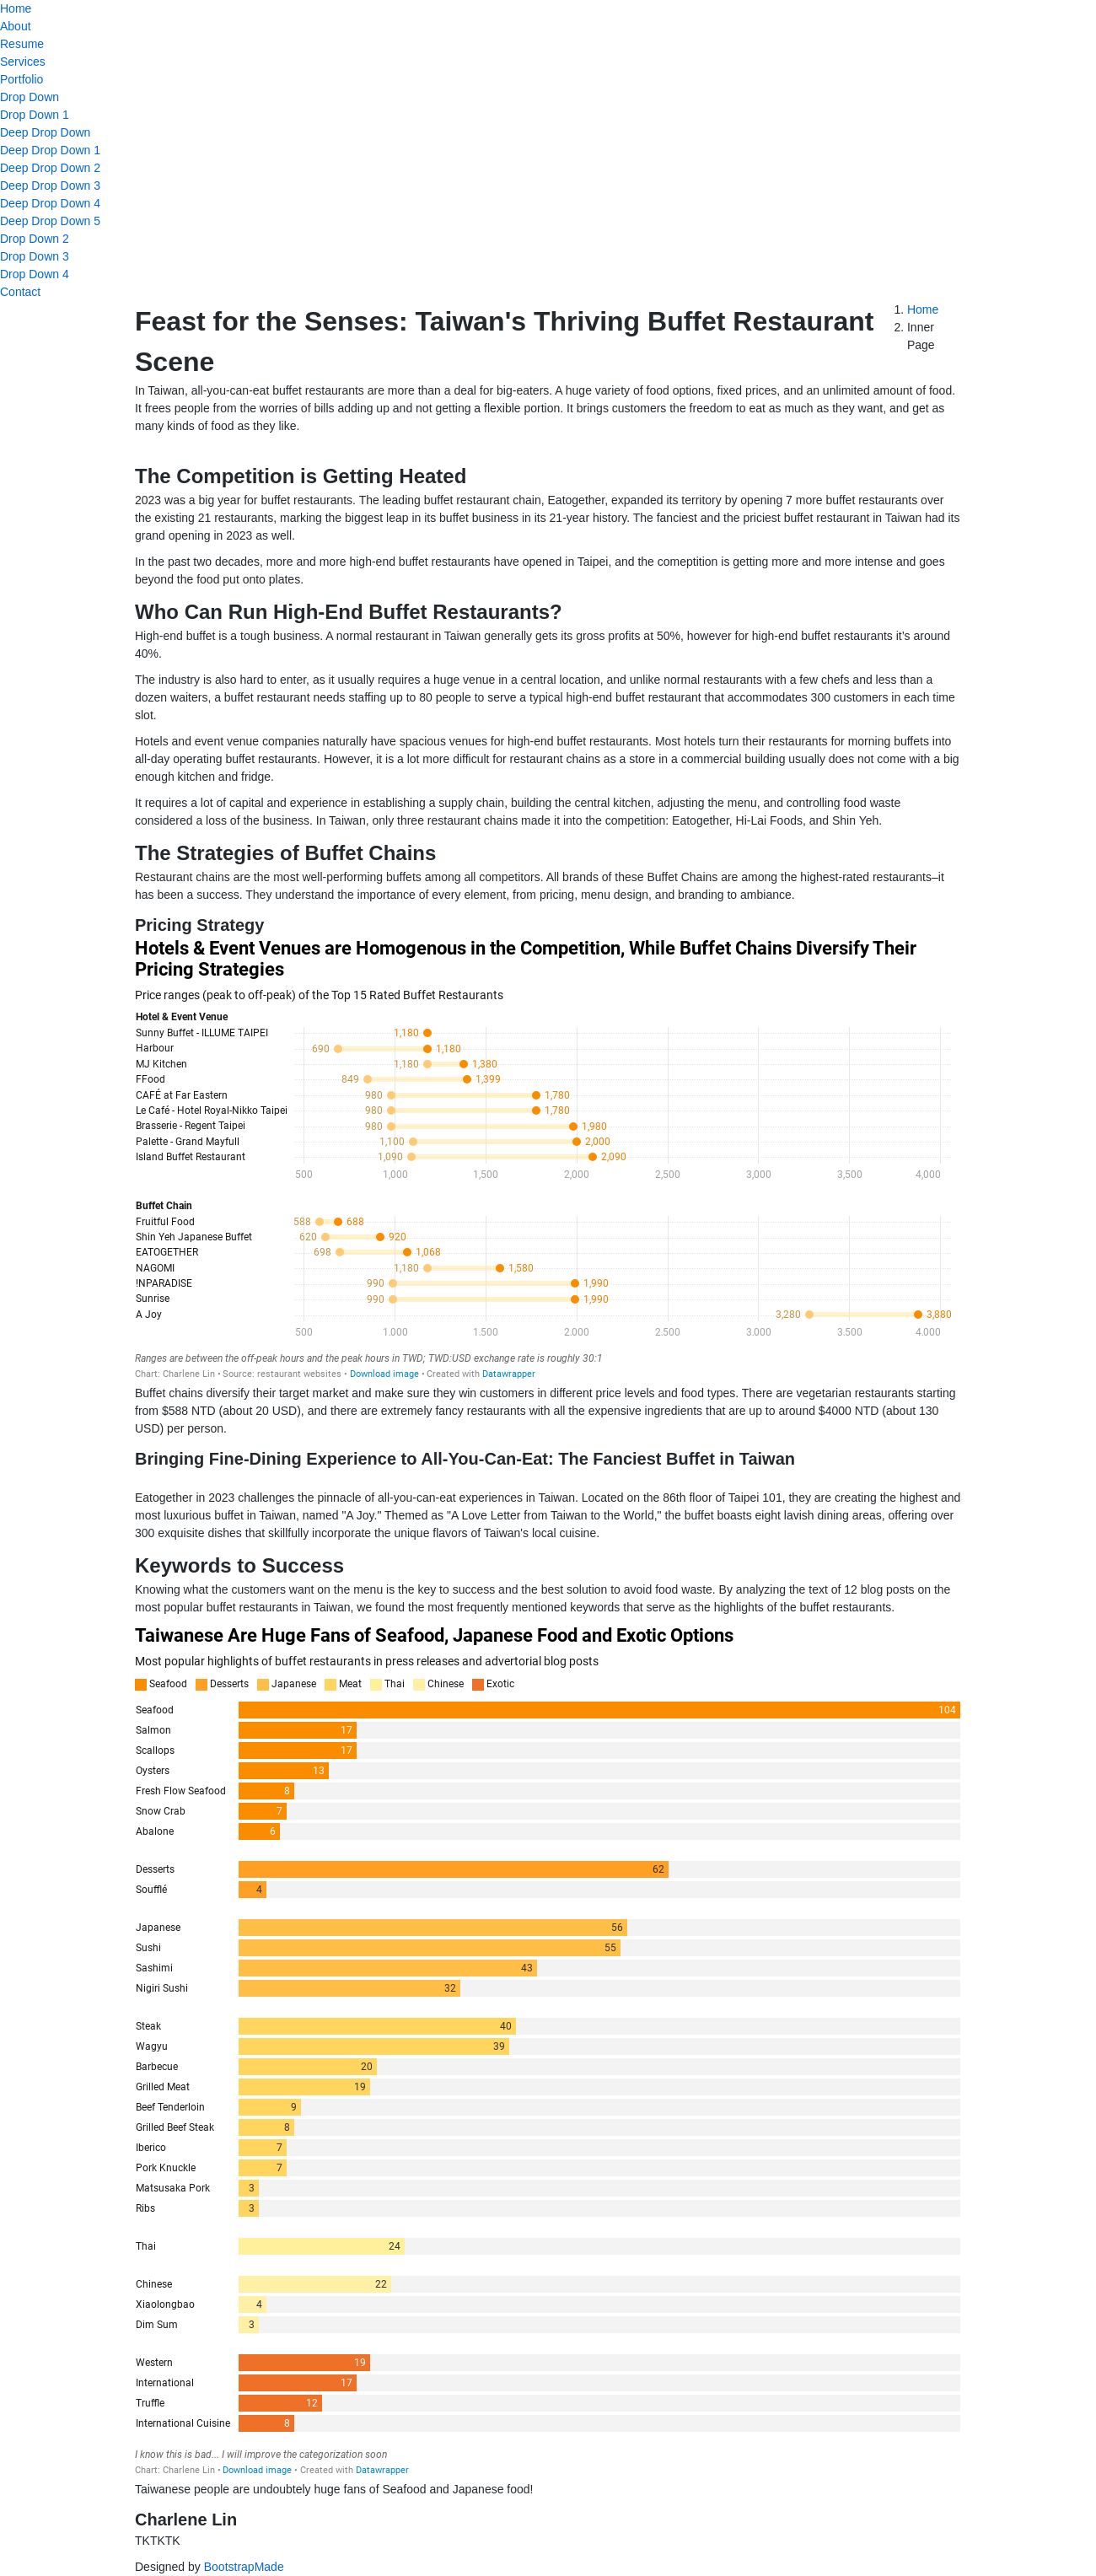 Home
About
Resume
Services
Portfolio
Drop Down
Drop Down 1
Deep Drop Down
Deep Drop Down 1
Deep Drop Down 2
Deep Drop Down 3
Deep Drop Down 4
Deep Drop Down 5
Drop Down 2
Drop Down 3
Drop Down 4
Contact
Feast for the Senses: Taiwan's Thriving Buffet Restaurant
Scene
1. Home
2. Inner
Page
In Taiwan, all-you-can-eat buffet restaurants are more than a deal for big-eaters. A huge variety of food options, fixed prices, and an unlimited amount of food.
It frees people from the worries of bills adding up and not getting a flexible portion. It brings customers the freedom to eat as much as they want, and get as
many kinds of food as they like.
The Competition is Getting Heated
2023 was a big year for buffet restaurants. The leading buffet restaurant chain, Eatogether, expanded its territory by opening 7 more buffet restaurants over
the existing 21 restaurants, marking the biggest leap in its buffet business in its 21-year history. The fanciest and the priciest buffet restaurant in Taiwan had its
grand opening in 2023 as well.
In the past two decades, more and more high-end buffet restaurants have opened in Taipei, and the comeptition is getting more and more intense and goes
beyond the food put onto plates.
Who Can Run High-End Buffet Restaurants?
High-end buffet is a tough business. A normal restaurant in Taiwan generally gets its gross profits at 50%, however for high-end buffet restaurants it’s around
40%.
The industry is also hard to enter, as it usually requires a huge venue in a central location, and unlike normal restaurants with a few chefs and less than a
dozen waiters, a buffet restaurant needs staffing up to 80 people to serve a typical high-end buffet restaurant that accommodates 300 customers in each time
slot.
Hotels and event venue companies naturally have spacious venues for high-end buffet restaurants. Most hotels turn their restaurants for morning buffets into
all-day operating buffet restaurants. However, it is a lot more difficult for restaurant chains as a store in a commercial building usually does not come with a big
enough kitchen and fridge.
It requires a lot of capital and experience in establishing a supply chain, building the central kitchen, adjusting the menu, and controlling food waste
considered a loss of the business. In Taiwan, only three restaurant chains made it into the competition: Eatogether, Hi-Lai Foods, and Shin Yeh.
The Strategies of Buffet Chains
Restaurant chains are the most well-performing buffets among all competitors. All brands of these Buffet Chains are among the highest-rated restaurants–it
has been a success. They understand the importance of every element, from pricing, menu design, and branding to ambiance.
Pricing Strategy
Hotels & Event Venues are Homogenous in the Competition, While Buffet Chains Diversify Their
Pricing Strategies
Price ranges (peak to off-peak) of the Top 15 Rated Buffet Restaurants
Hotel & Event Venue
Sunny Buffet - ILLUME TAIPEI 1,180
Harbour 690 1,180
MJ Kitchen 1,180 1,380
FFood 849 1,399
CAFÉ at Far Eastern 980 1,780
Le Café - Hotel Royal-Nikko Taipei 980 1,780
Brasserie - Regent Taipei 980 1,980
Palette - Grand Mayfull 1,100 2,000
Island Buffet Restaurant 1,090 2,090
500 1,000 1,500 2,000 2,500 3,000 3,500 4,000
Buffet Chain
Fruitful Food 588 688
Shin Yeh Japanese Buffet 620 920
EATOGETHER 698 1,068
NAGOMI 1,180 1,580
!NPARADISE 990 1,990
Sunrise 990 1,990
A Joy 3,280 3,880
500 1.000 1.500 2.000 2.500 3.000 3.500 4.000
Ranges are between the off-peak hours and the peak hours in TWD; TWD:USD exchange rate is roughly 30:1
Chart: Charlene Lin • Source: restaurant websites • Download image • Created with Datawrapper
Buffet chains diversify their target market and make sure they win customers in different price levels and food types. There are vegetarian restaurants starting
from $588 NTD (about 20 USD), and there are extremely fancy restaurants with all the expensive ingredients that are up to around $4000 NTD (about 130
USD) per person.
Bringing Fine-Dining Experience to All-You-Can-Eat: The Fanciest Buffet in Taiwan
Eatogether in 2023 challenges the pinnacle of all-you-can-eat experiences in Taiwan. Located on the 86th floor of Taipei 101, they are creating the highest and
most luxurious buffet in Taiwan, named "A Joy." Themed as "A Love Letter from Taiwan to the World," the buffet boasts eight lavish dining areas, offering over
300 exquisite dishes that skillfully incorporate the unique flavors of Taiwan's local cuisine.
Keywords to Success
Knowing what the customers want on the menu is the key to success and the best solution to avoid food waste. By analyzing the text of 12 blog posts on the
most popular buffet restaurants in Taiwan, we found the most frequently mentioned keywords that serve as the highlights of the buffet restaurants.
Taiwanese Are Huge Fans of Seafood, Japanese Food and Exotic Options
Most popular highlights of buffet restaurants in press releases and advertorial blog posts
Seafood Desserts Japanese Meat Thai Chinese Exotic
Seafood 104
Salmon 17
Scallops 17
Oysters 13
Fresh Flow Seafood 8
Snow Crab 7
Abalone 6
Desserts 62
Soufflé 4
Japanese 56
Sushi 55
Sashimi 43
Nigiri Sushi 32
Steak 40
Wagyu 39
Barbecue 20
Grilled Meat 19
Beef Tenderloin 9
Grilled Beef Steak 8
Iberico 7
Pork Knuckle 7
Matsusaka Pork 3
Ribs 3
Thai 24
Chinese 22
Xiaolongbao 4
Dim Sum 3
Western 19
International 17
Truffle 12
International Cuisine 8
I know this is bad... I will improve the categorization soon
Chart: Charlene Lin • Download image • Created with Datawrapper
Taiwanese people are undoubtely huge fans of Seafood and Japanese food!
Charlene Lin
TKTKTK
Designed by BootstrapMade